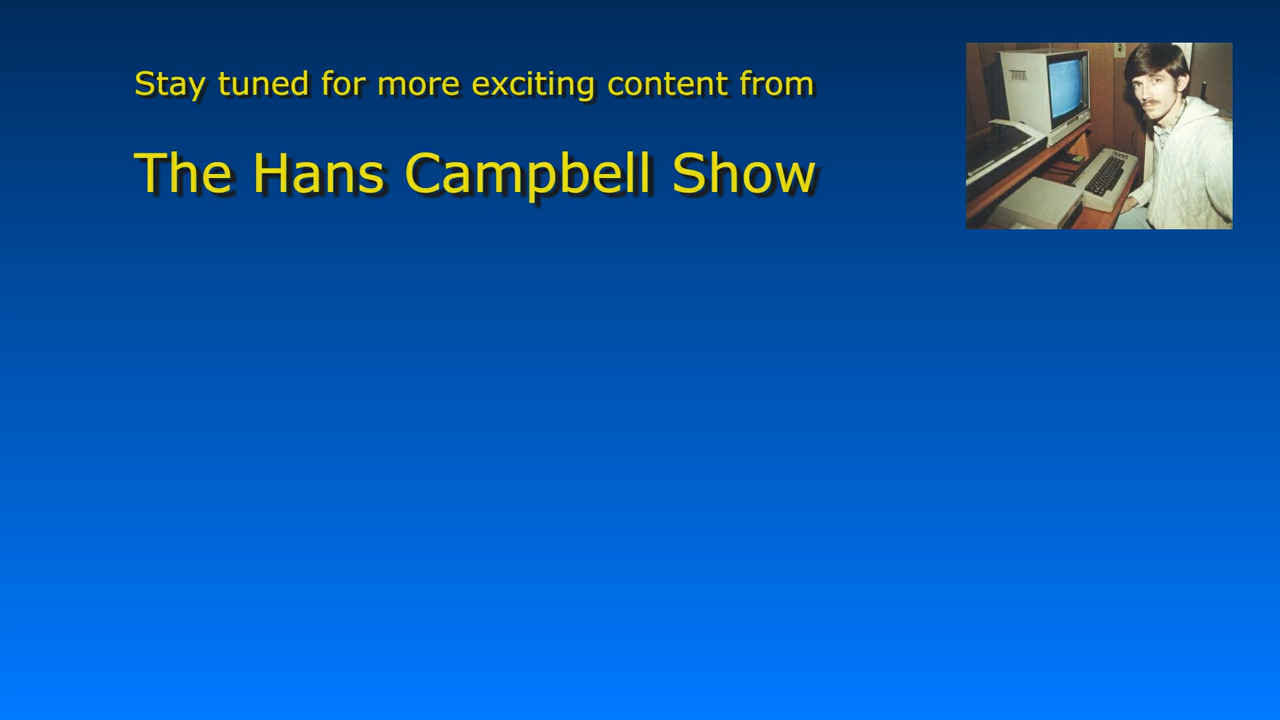 Stay tuned for more exciting content from
The Hans Campbell Show